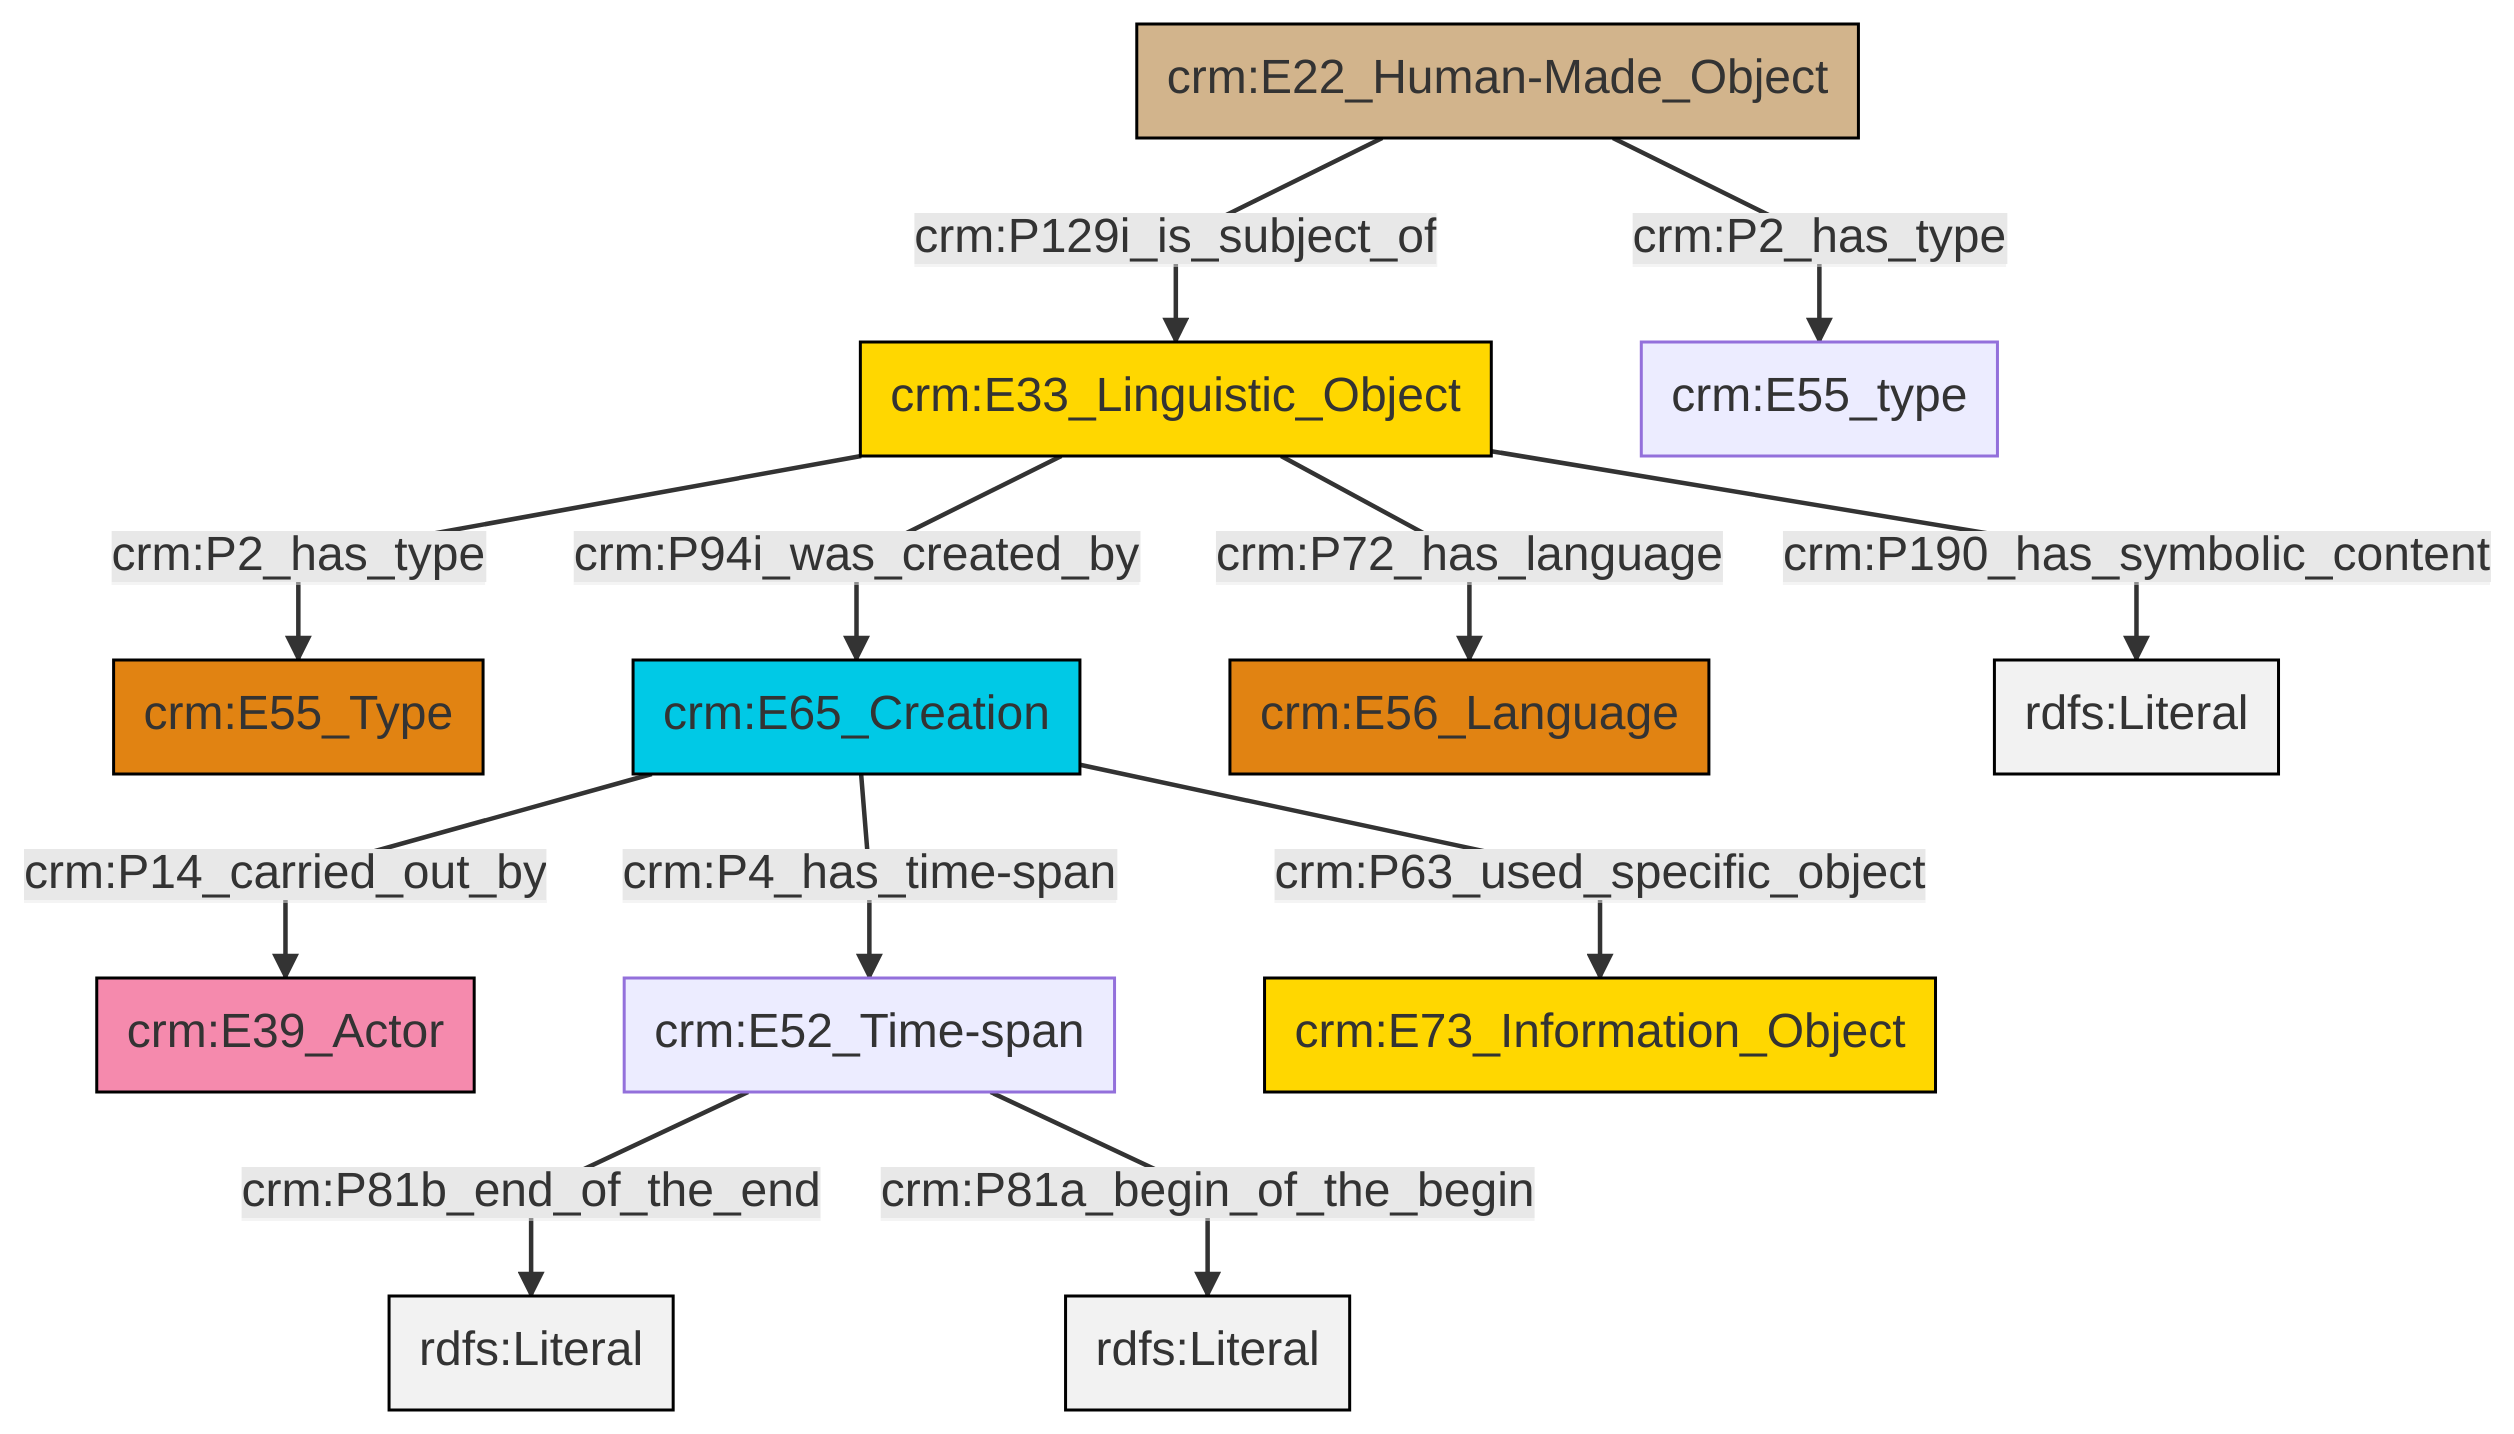 crm:E22_Human-Made_Object
crm:P129i_is_subject_of
crm:P2_has_type
crm:E33_Linguistic_Object
crm:E55_type
crm:P2_has_type
crm:P94i_was_created_by
crm:P72_has_language
crm:P190_has_symbolic_content
crm:E55_Type
crm:E65_Creation
crm:E56_Language
rdfs:Literal
crm:P14_carried_out_by
crm:P4_has_time-span
crm:P63_used_specific_object
crm:E39_Actor
crm:E52_Time-span
crm:E73_Information_Object
crm:P81b_end_of_the_end
crm:P81a_begin_of_the_begin
rdfs:Literal
rdfs:Literal